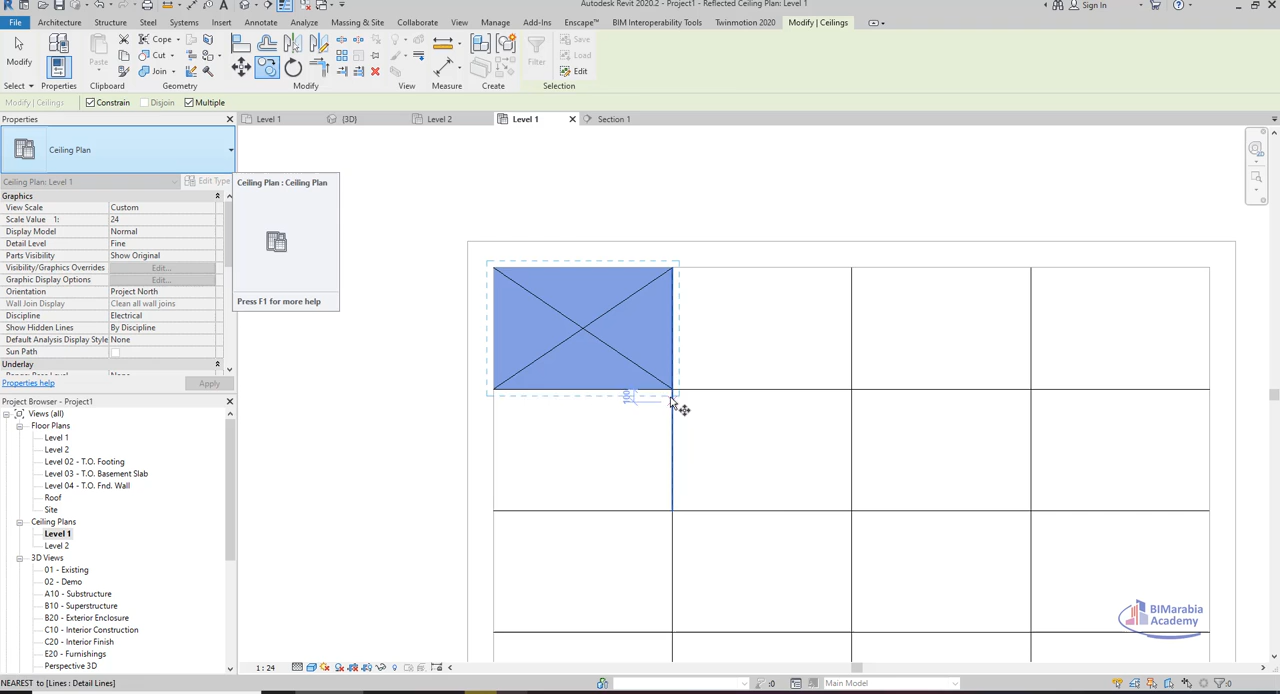 Autodesk Revit 2020.2 - Project1 - Reflected Ceiling Plan: Level 1
Sign In
File Architecture Structure Steel Systems Insert Annotate Analyze Massing & Site Collaborate View Manage Add-Ins Enscape™ BIM Interoperability Tools Twinmotion 2020 Modify | Ceilings
Cope
Cut
Join
Paste
Modify
Filter
Save
Load
Edit
Select Properties Clipboard Geometry Modify View Measure Create Selection
Modify | Ceilings Constrain Disjoin Multiple
Properties
Level 1 {3D} Level 2 Level 1 Section 1
Ceiling Plan
Ceiling Plan: Level 1 Edit Type
Ceiling Plan : Ceiling Plan
Press F1 for more help
Graphics
View Scale Custom
Scale Value 1: 24
Display Model Normal
Detail Level Fine
Parts Visibility Show Original
Visibility/Graphics Overrides Edit...
Graphic Display Options Edit...
Orientation Project North
Wall Join Display Clean all wall joins
Discipline Electrical
Show Hidden Lines By Discipline
Default Analysis Display Style None
Sun Path
Underlay
Properties help Apply
Project Browser - Project1
Views (all)
Floor Plans
Level 1
Level 2
Level 02 - T.O. Footing
Level 03 - T.O. Basement Slab
Level 04 - T.O. Fnd. Wall
Roof
Site
Ceiling Plans
Level 1
Level 2
3D Views
01 - Existing
02 - Demo
A10 - Substructure
B10 - Superstructure
B20 - Exterior Enclosure
C10 - Interior Construction
C20 - Interior Finish
E20 - Furnishings
Perspective 3D
BIMarabia
Academy
1 : 24
NEAREST to [Lines : Detail Lines]
:0
Main Model
:0